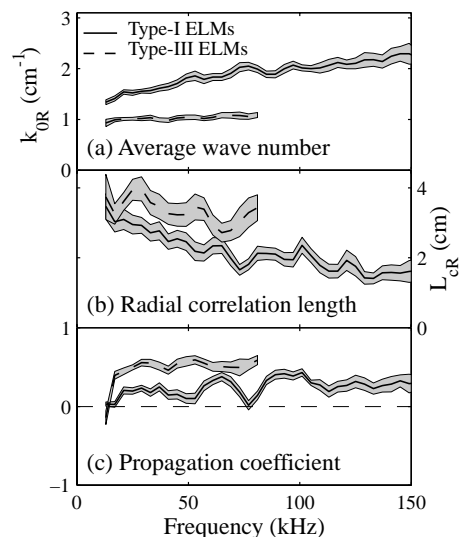 3
Type-I ELMs
Type-III ELMs
2
1
k0R (cm⁻¹)
(a) Average wave number
0
4
2
LcR (cm)
(b) Radial correlation length
0
1
0
(c) Propagation coefficient
−1
0 50 100 150
Frequency (kHz)